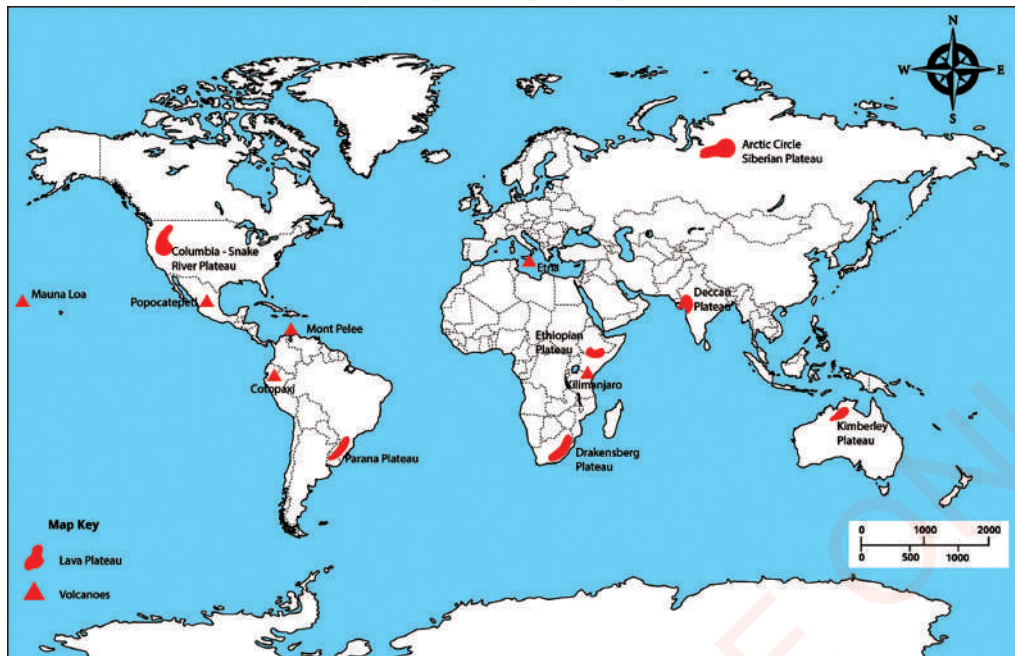 N
W
E
S
Arctic Circle
Siberian Plateau
Columbia - Snake
River Plateau
Etna
Mauna Loa
Popocatepetl
Deccan
Plateau
Mont Pelee
Ethiopian
Plateau
Cotopaxi
Kilimanjaro
Kimberley
Plateau
Parana Plateau
Drakensberg
Plateau
Map Key
Lava Plateau
Volcanoes
0 1000 2000
0 500 1000
E ON